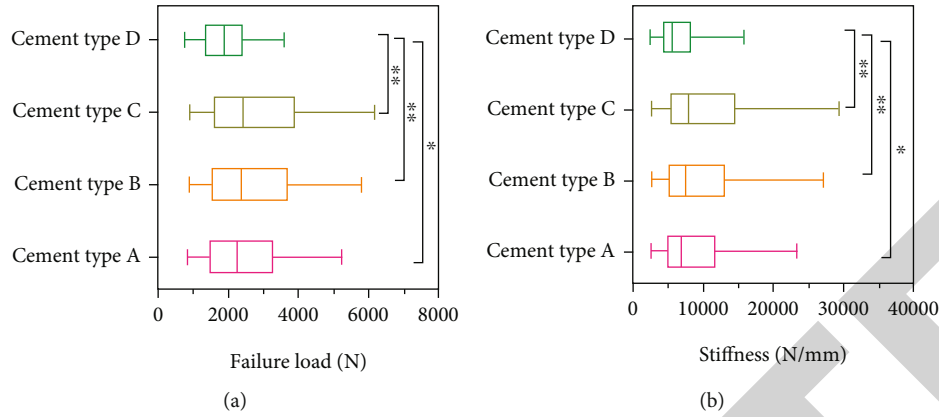 Cement type D
Cement type C
Cement type B
Cement type A
**
**
*
0 2000 4000 6000 8000
Failure load (N)
(a)
Cement type D
Cement type C
Cement type B
Cement type A
**
**
*
0 10000 20000 30000 40000
Stiffness (N/mm)
(b)